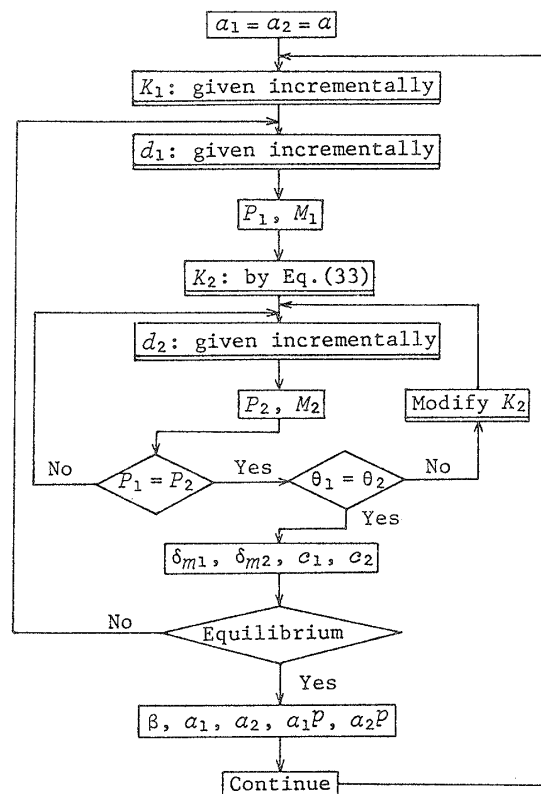 a₁ = a₂ = a
K₁: given incrementally
d₁: given incrementally
P₁, M₁
K₂: by Eq.(33)
d₂: given incrementally
P₂, M₂
Modify K₂
No
P₁ = P₂
Yes
θ₁ = θ₂
No
Yes
δm1, δm2, c₁, c₂
No
Equilibrium
Yes
β, a₁, a₂, a₁p, a₂p
Continue